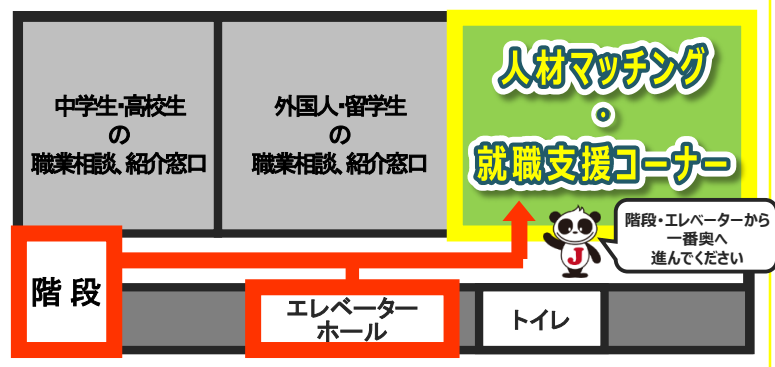 中学生・高校生
の
職業相談、紹介窓口
外国人・留学生
の
職業相談、紹介窓口
人材マッチング
・
就職支援コーナー
階段・エレベーターから
一番奥へ
進んでください
J
階段
エレベーター
ホール
トイレ